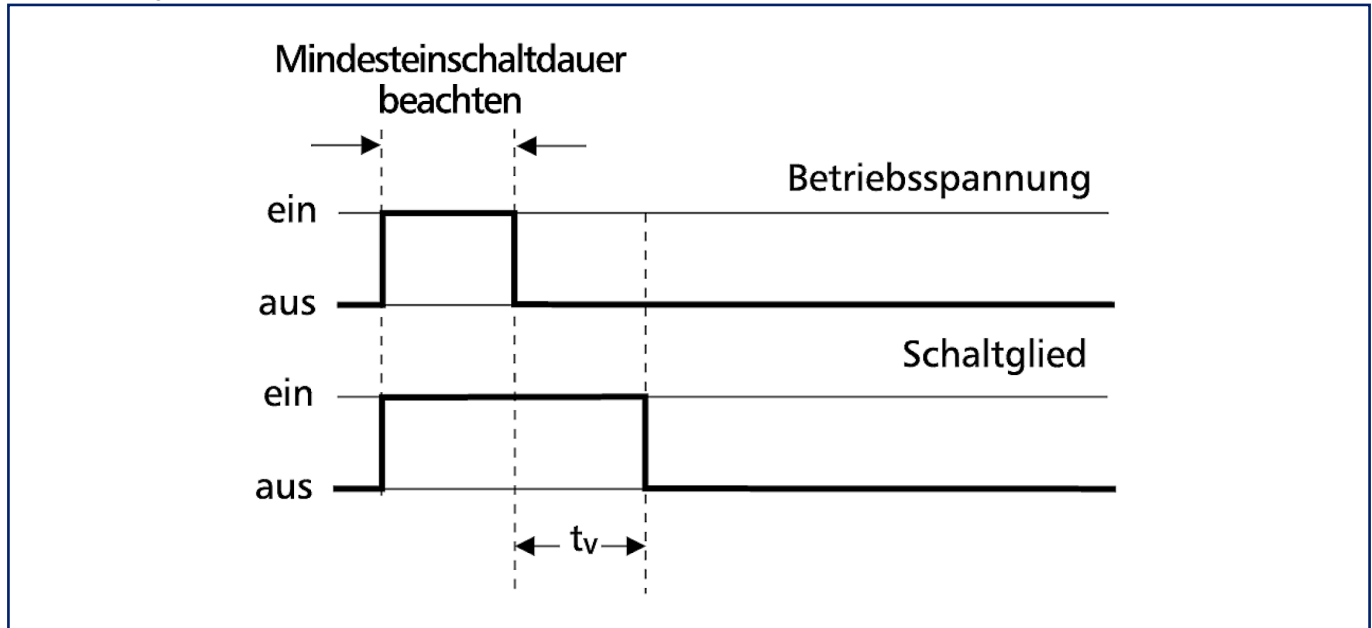 Mindesteinschaltdauer
beachten
Betriebsspannung
ein
aus
Schaltglied
ein
aus
tv